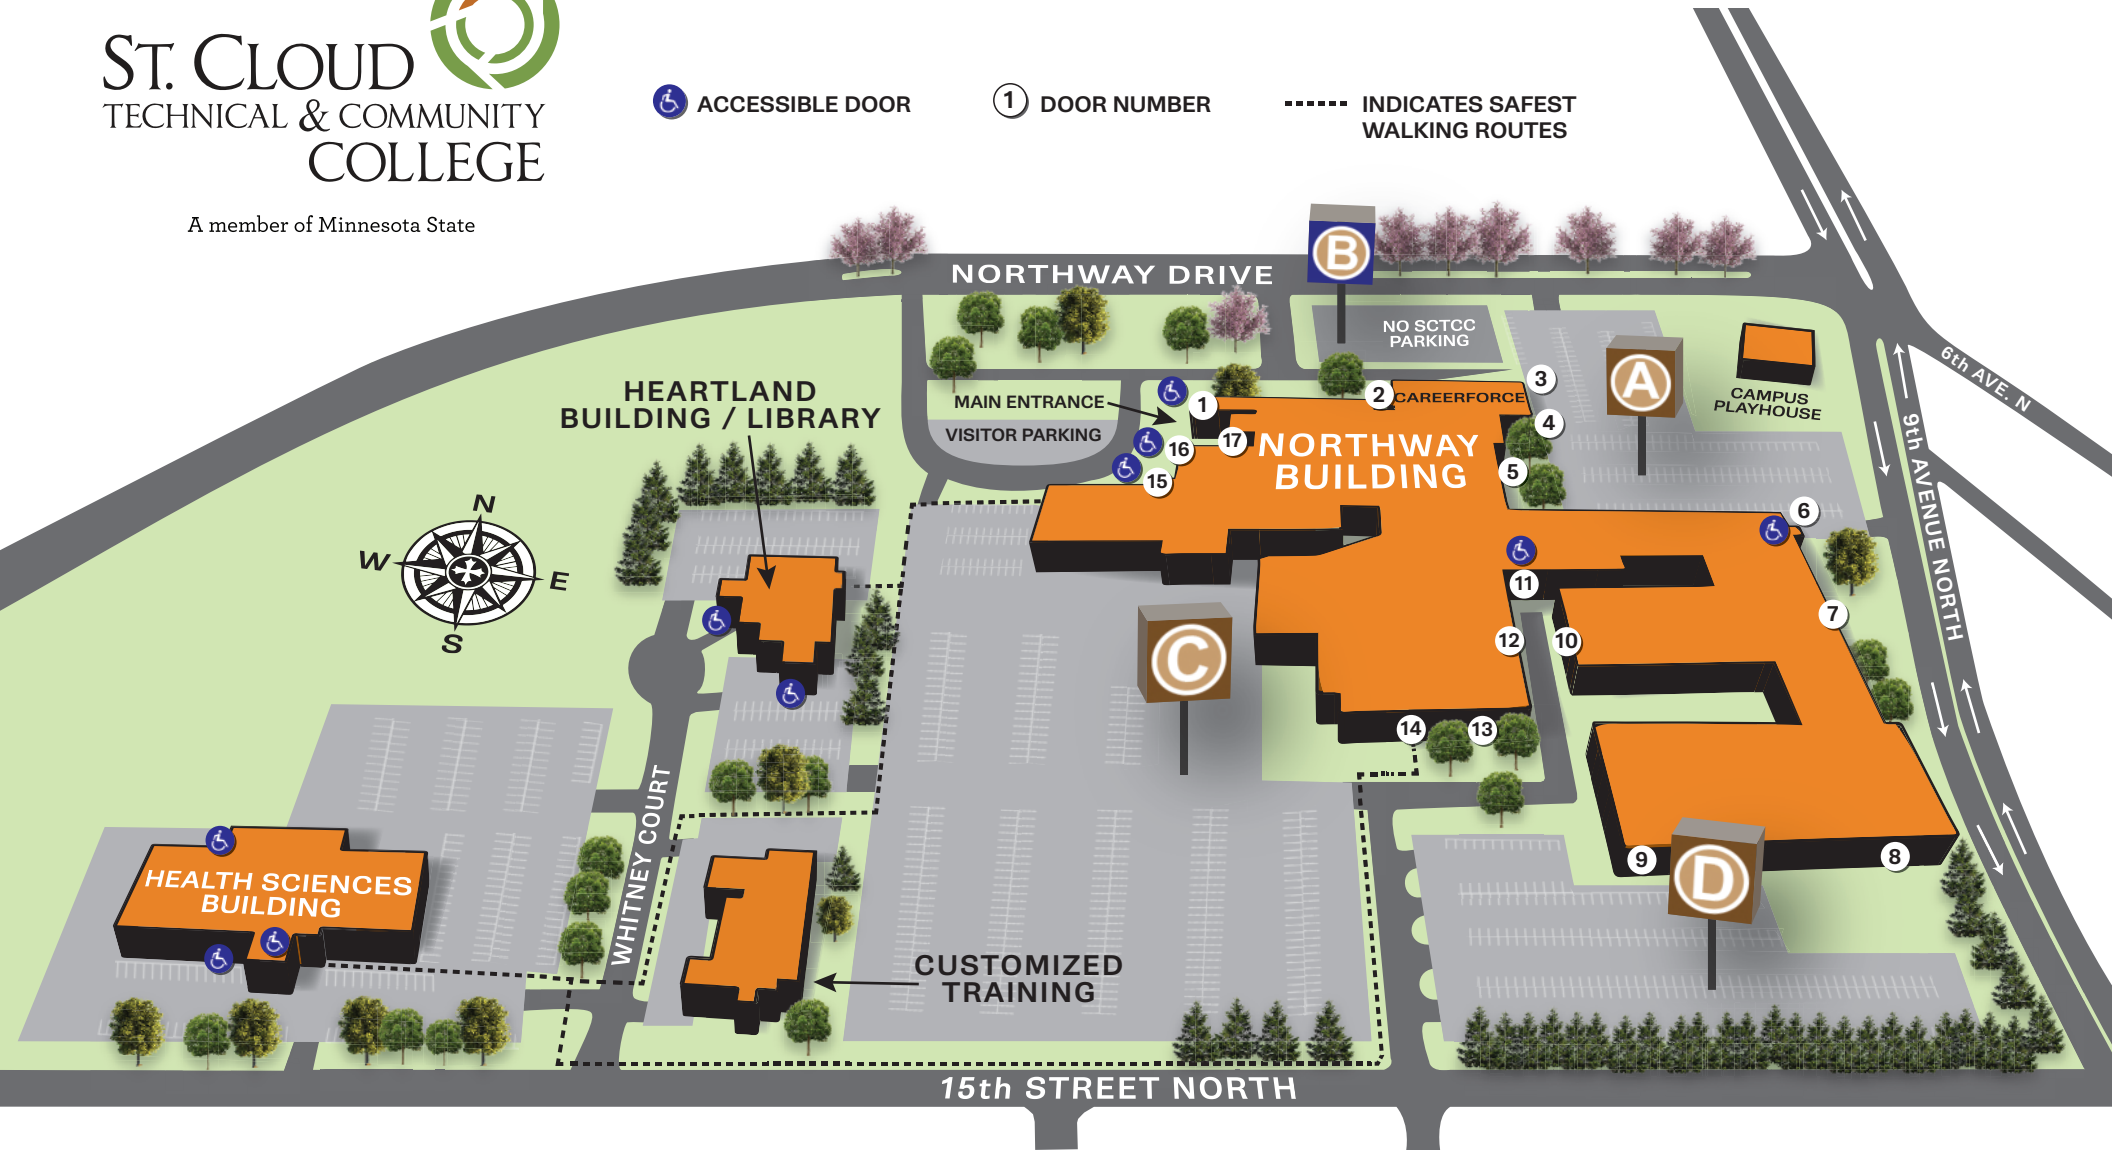 ST. CLOUD
TECHNICAL & COMMUNITY
COLLEGE
A member of Minnesota State
ACCESSIBLE DOOR
1 DOOR NUMBER
INDICATES SAFEST
WALKING ROUTES
NORTHWAY DRIVE
B
NO SCTCC
PARKING
A
CAMPUS
PLAYHOUSE
6th AVE. N
9th AVENUE NORTH
HEARTLAND
BUILDING / LIBRARY
MAIN ENTRANCE
VISITOR PARKING
1
2
CAREERFORCE
3
4
5
16
17
15
NORTHWAY
BUILDING
6
N
W
E
S
11
12
10
7
C
14
13
WHITNEY COURT
HEALTH SCIENCES
BUILDING
9
D
8
CUSTOMIZED
TRAINING
15th STREET NORTH